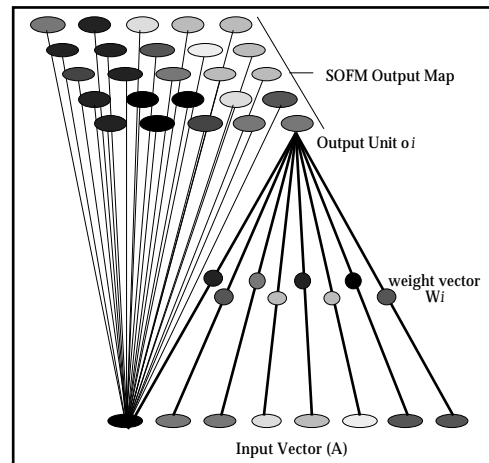 SOFM Output Map
Output Unit oi
weight vector
Wi
Input Vector (A)